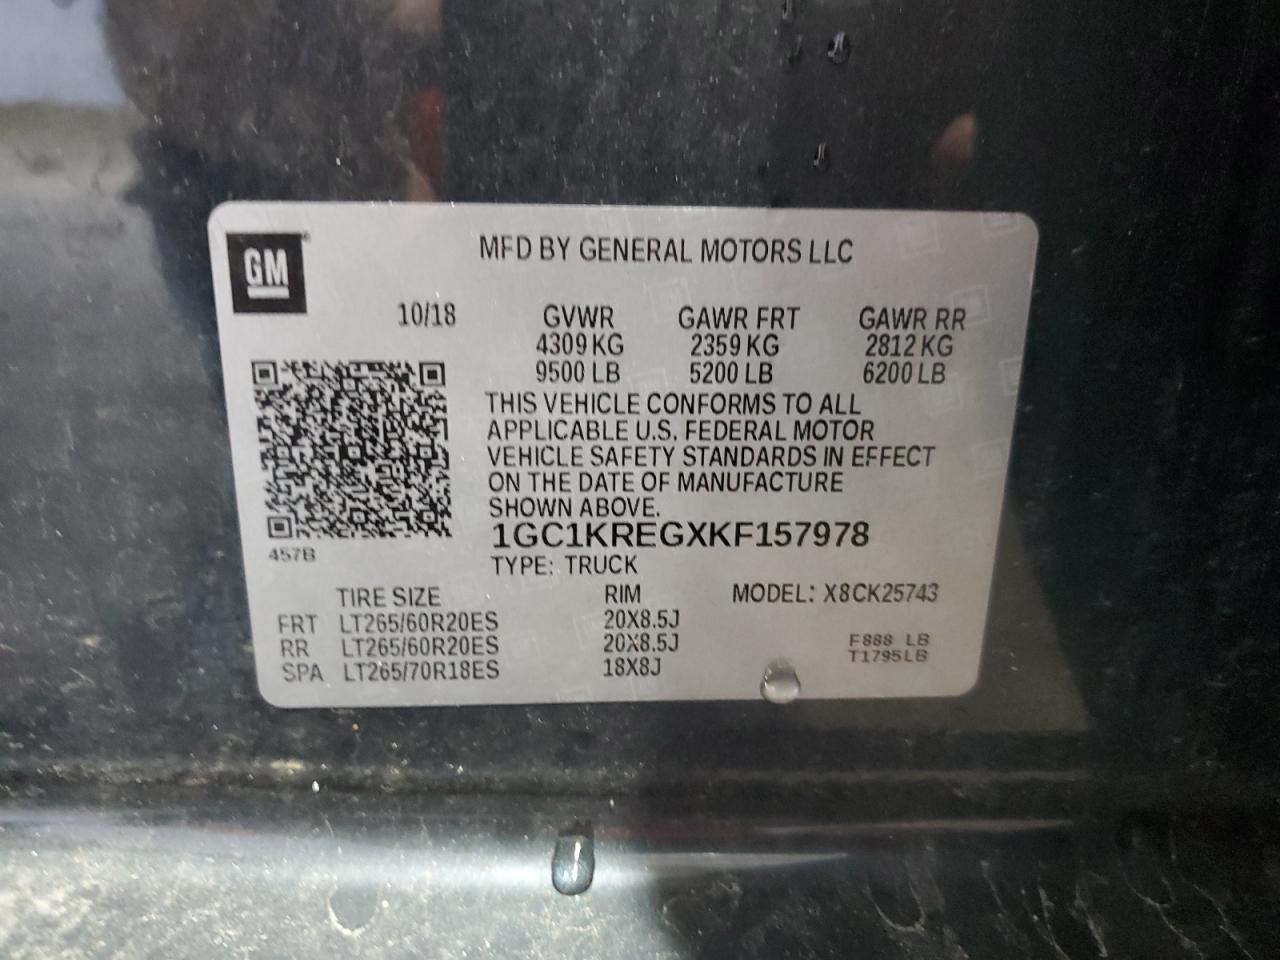 GM
MFD BY GENERAL MOTORS LLC
10/18
GVWR GAWR FRT GAWR RR
4309 KG 2359 KG 2812 KG
9500 LB 5200 LB 6200 LB
THIS VEHICLE CONFORMS TO ALL
APPLICABLE U.S. FEDERAL MOTOR
VEHICLE SAFETY STANDARDS IN EFFECT
ON THE DATE OF MANUFACTURE
SHOWN ABOVE.
1GC1KREGXKF157978
457B
TYPE: TRUCK
TIRE SIZE RIM MODEL: X8CK25743
FRT LT265/60R20ES 20X8.5J
RR LT265/60R20ES 20X8.5J
SPA LT265/70R18ES 18X8J
F888 LB
T1795LB